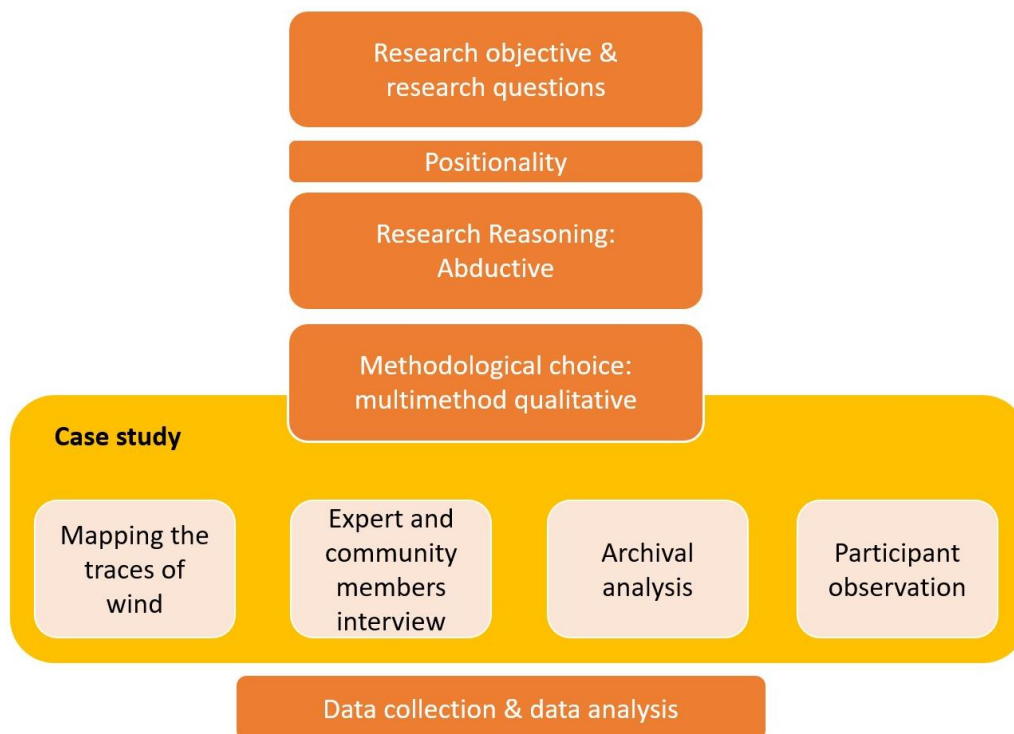 Research objective &
research questions
Positionality
Research Reasoning:
Abductive
Methodological choice:
multimethod qualitative
Case study
Mapping the
traces of
wind
Expert and
community
members
interview
Archival
analysis
Participant
observation
Data collection & data analysis